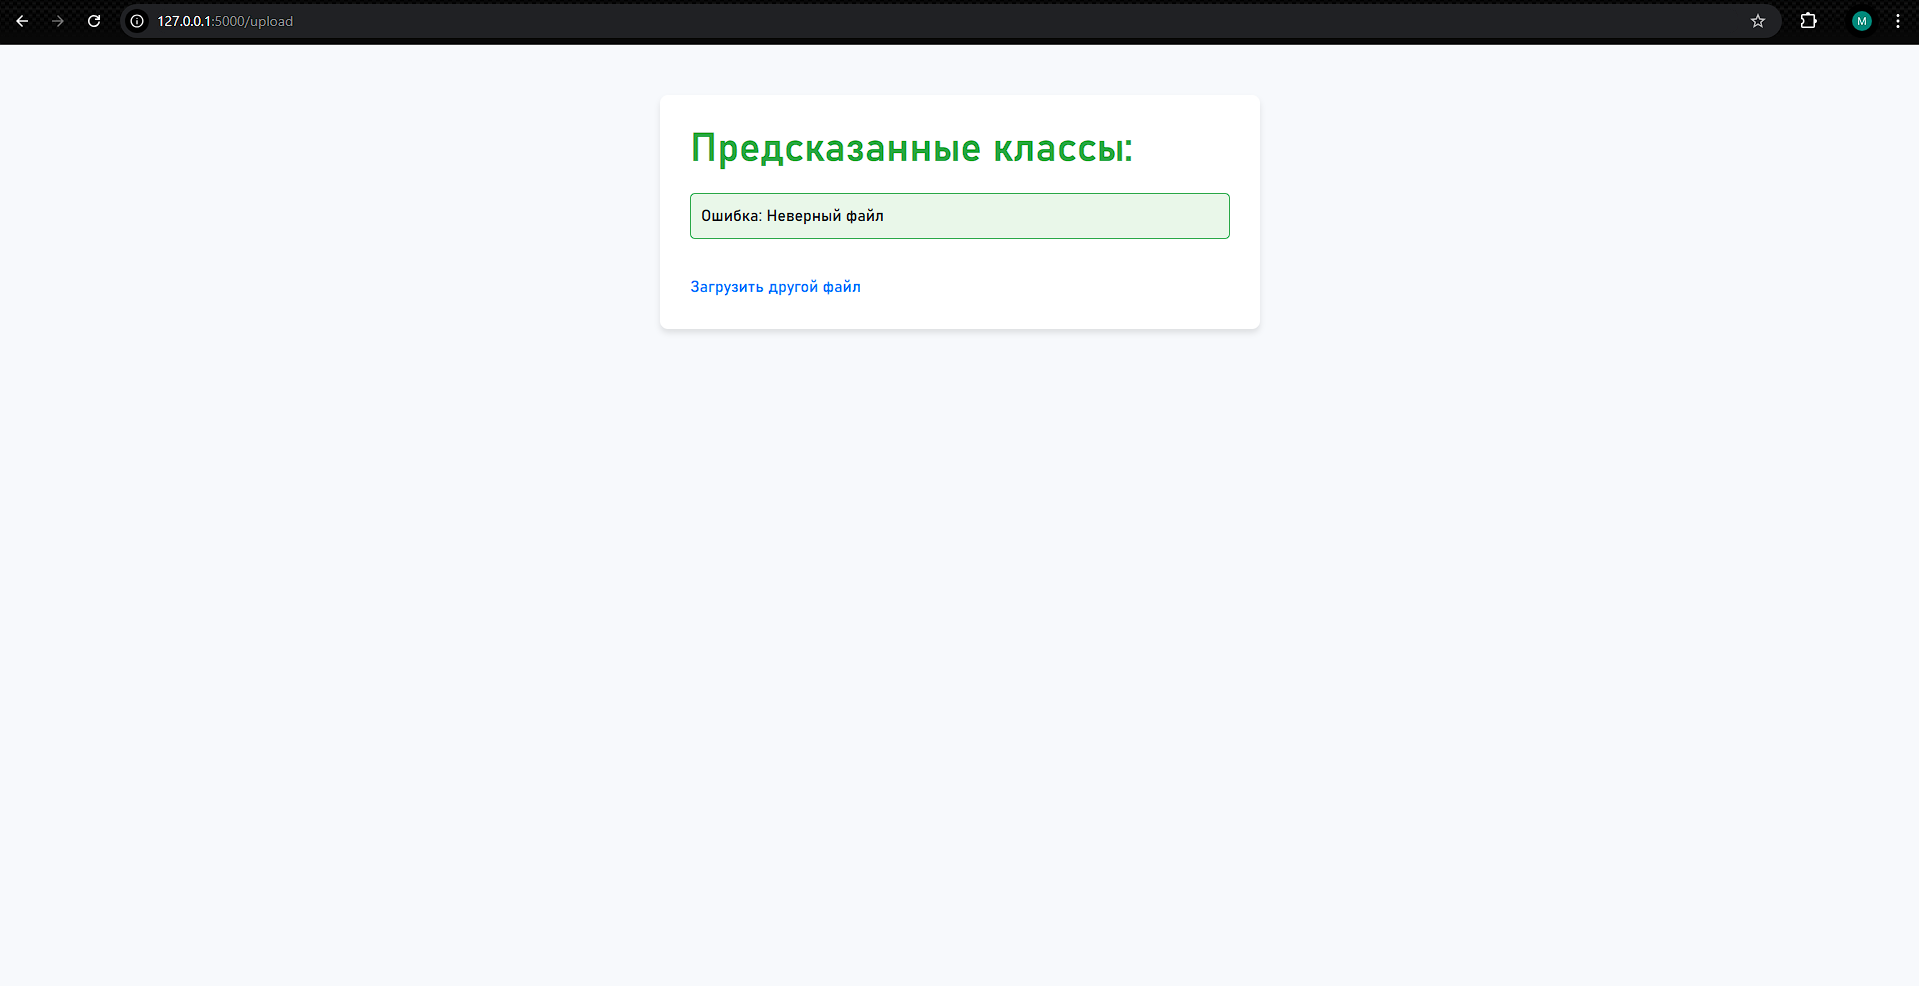 127.0.0.1:5000/upload
M
Предсказанные классы:
Ошибка: Неверный файл
Загрузить другой файл